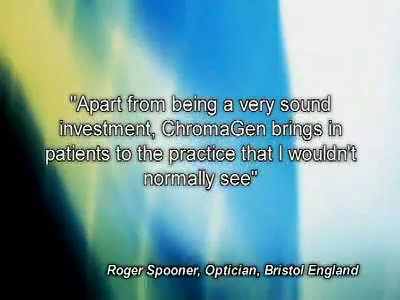 "Apart from being a very sound
investment, ChromaGen brings in
patients to the practice that I wouldn't
normally see"
Roger Spooner, Optician, Bristol England